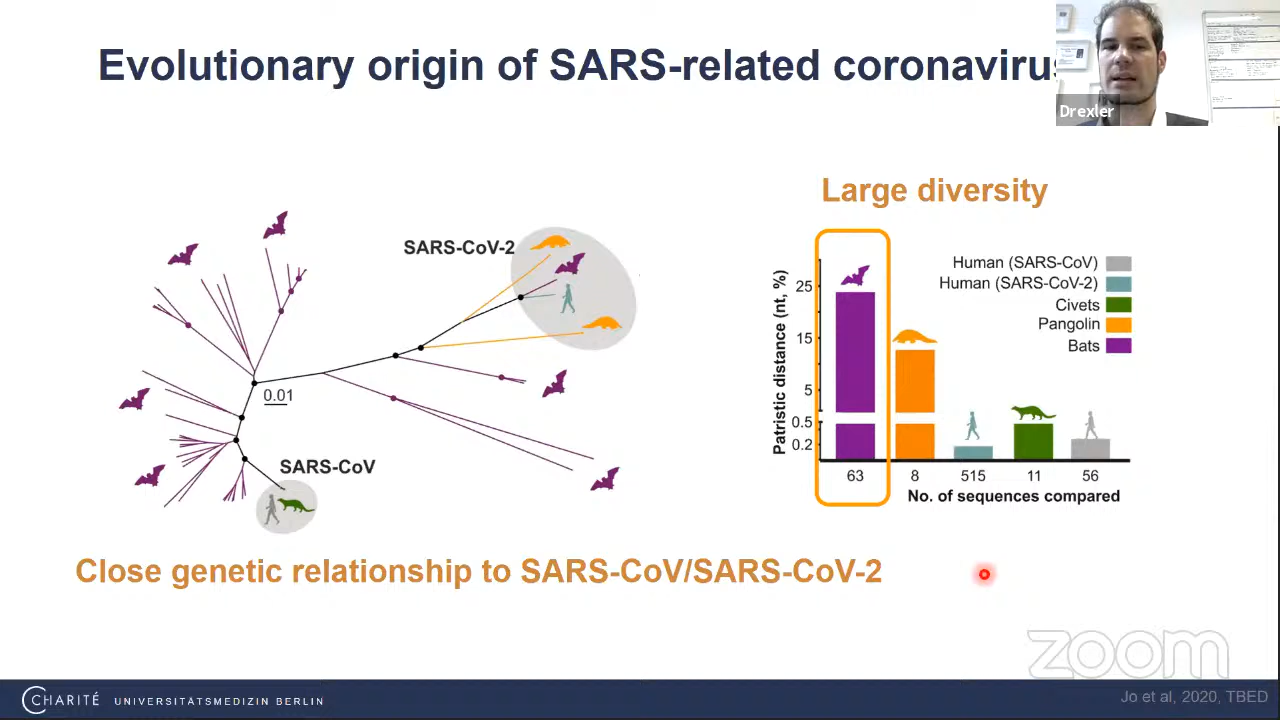 Evolutionary origin of SARS-related coronavirus
Drexler
Large diversity
SARS-CoV-2
0.01
SARS-CoV
Patristic distance (nt, %)
25
15
5
0.5
0.2
Human (SARS-CoV)
Human (SARS-CoV-2)
Civets
Pangolin
Bats
63 8 515 11 56
No. of sequences compared
Close genetic relationship to SARS-CoV/SARS-CoV-2
zoom
CHARITÉ UNIVERSITÄTSMEDIZIN BERLIN
Jo et al, 2020, TBED